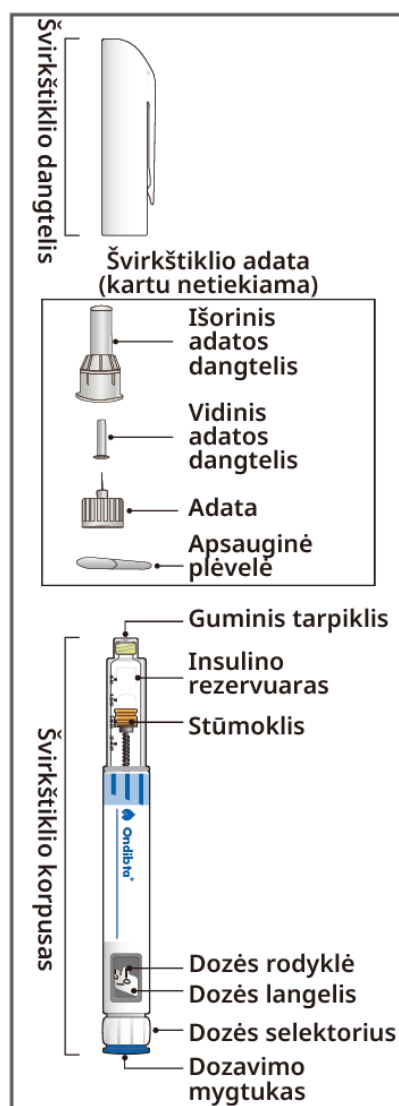 Švirkštiklio dangtelis
Švirkštiklio adata
(kartu netiekiama)
Išorinis
adatos
dangtelis
Vidinis
adatos
dangtelis
Adata
Apsauginė
plėvelė
Švirkštiklio korpusas
Guminis tarpiklis
Insulino
rezervuaras
Stūmoklis
Ondibta
Dozės rodyklė
Dozės langelis
Dozės selektorius
Dozavimo
mygtukas